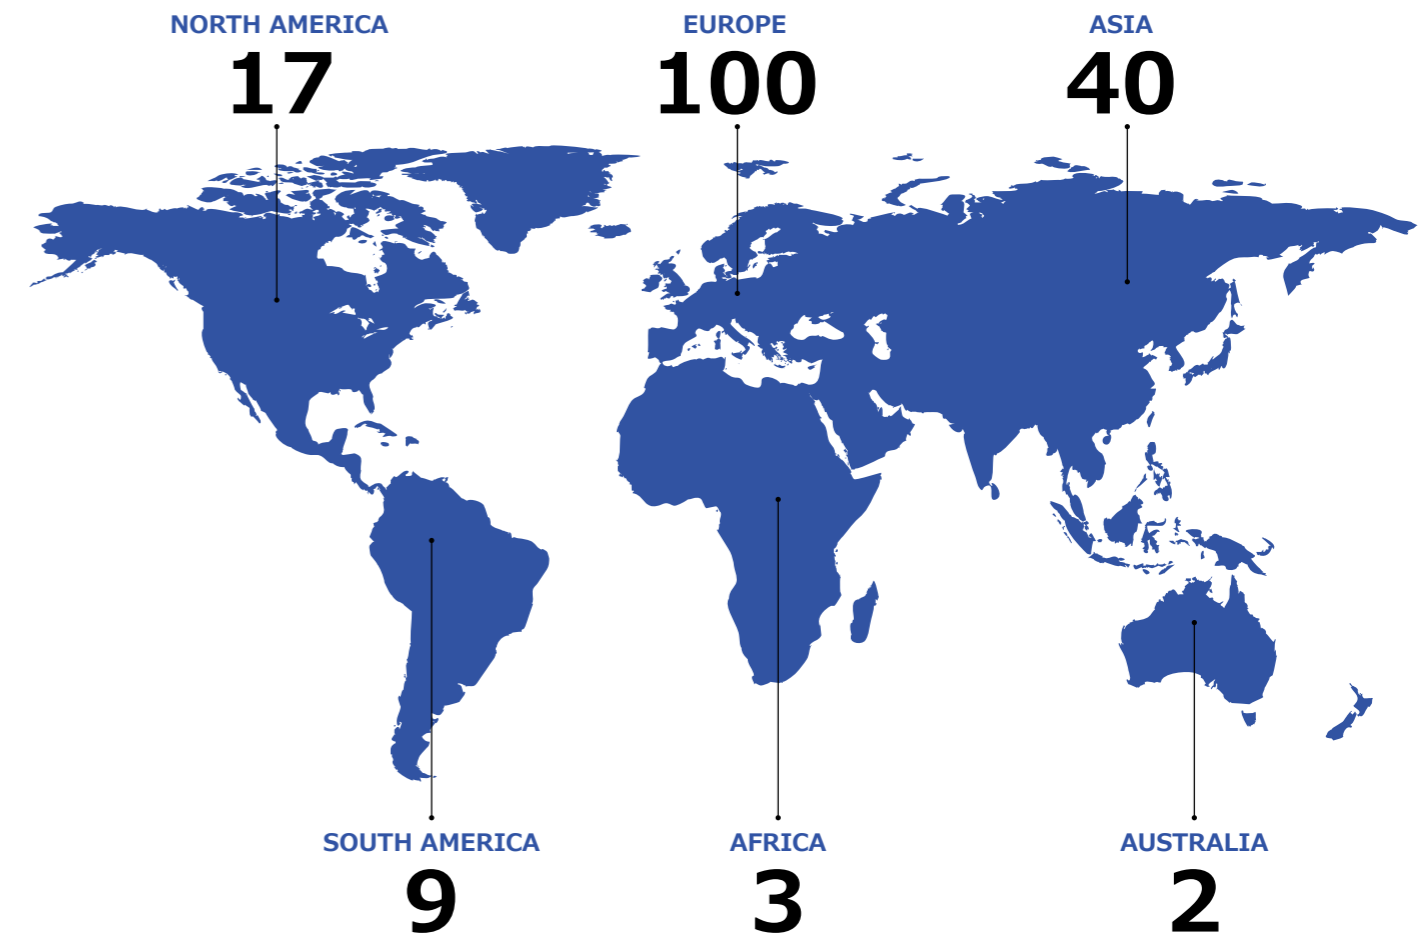 NORTH AMERICA
17
EUROPE
100
ASIA
40
SOUTH AMERICA
9
AFRICA
3
AUSTRALIA
2